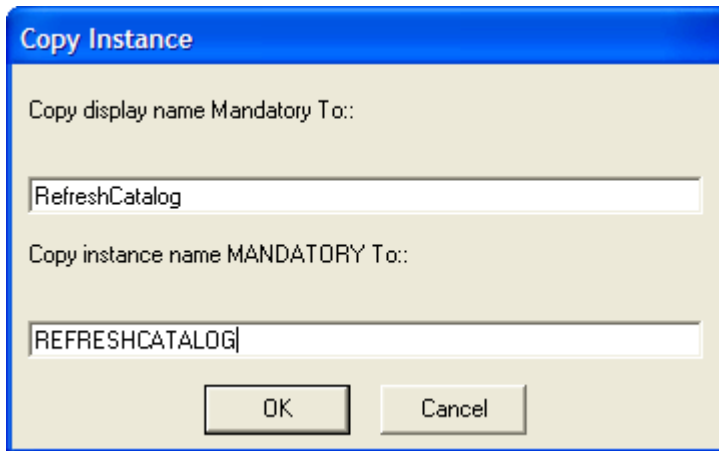 Copy Instance
Copy display name Mandatory To::
RefreshCatalog
Copy instance name MANDATORY To::
REFRESHCATALOG
OK Cancel